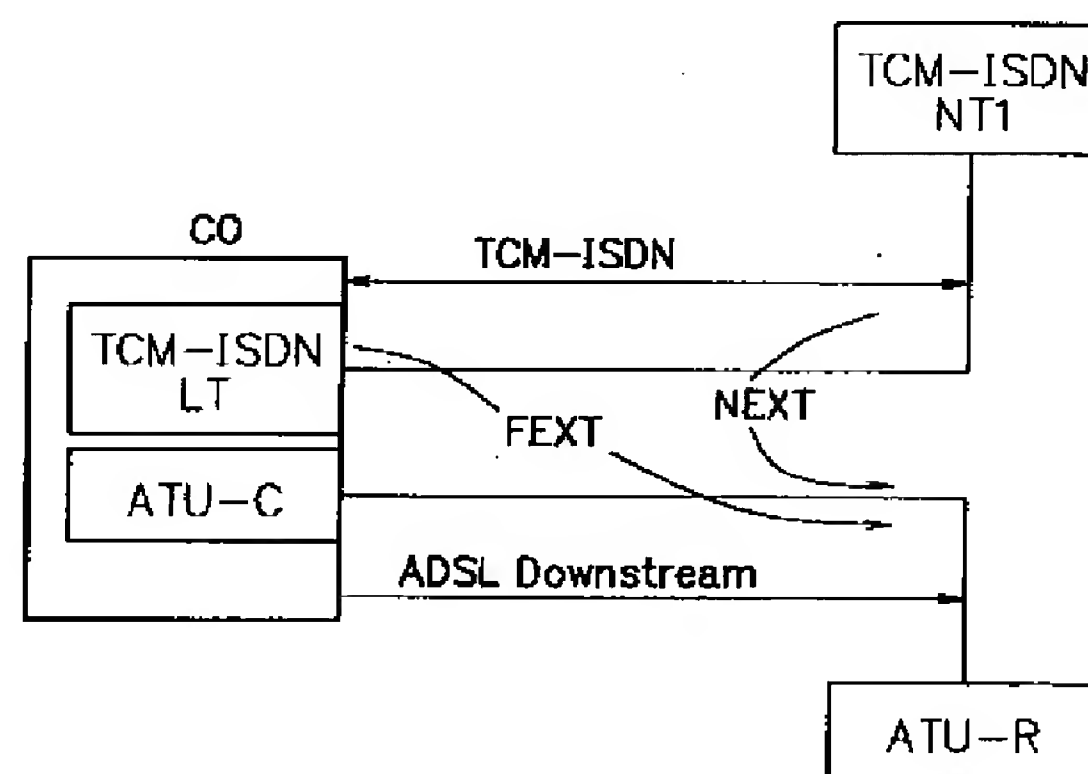 TCM-ISDN
NT1
CO
TCM-ISDN
TCM-ISDN
LT
NEXT
FEXT
ATU-C
ADSL Downstream
ATU-R